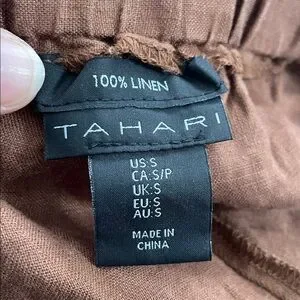 100% LINEN
TAHARI
US:S
CA:S/P
UK:S
EU:S
AU:S
MADE IN
CHINA